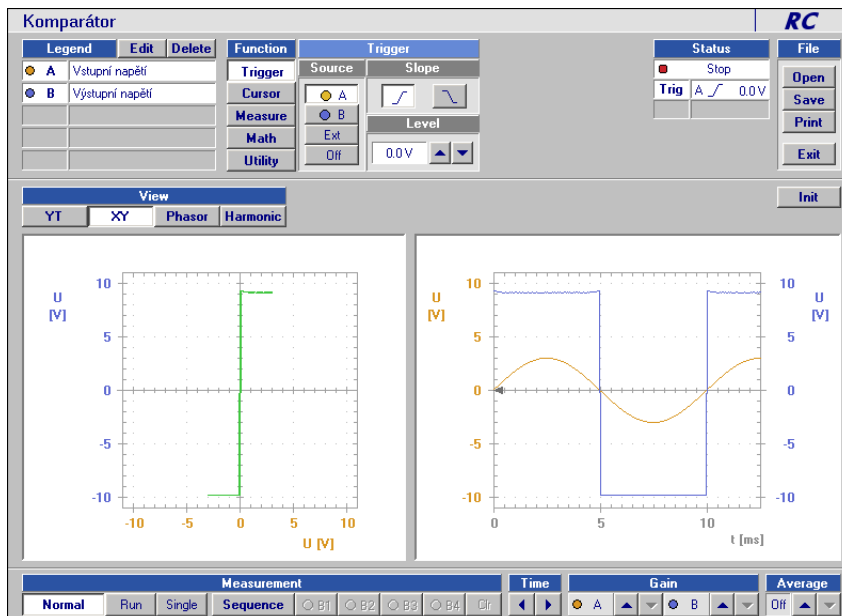 Komparátor RC
Legend Edit Delete Function Trigger Status File
A Vstupní napětí Trigger Source Slope Stop Open
B Výstupní napětí Cursor A Trig A 0.0 V Save
Measure B Level Print
Math Ext
Utility Off 0.0 V Exit
View Init
YT XY Phasor Harmonic
10 10 10
U U U
[V] [V] [V]
5 5 5
0 0 0
-5 -5 -5
-10 -10 -10
-10 -5 0 5 10 0 5 10
U [V] t [ms]
Measurement Time Gain Average
Normal Run Single Sequence B1 B2 B3 B4 Clr A B Off